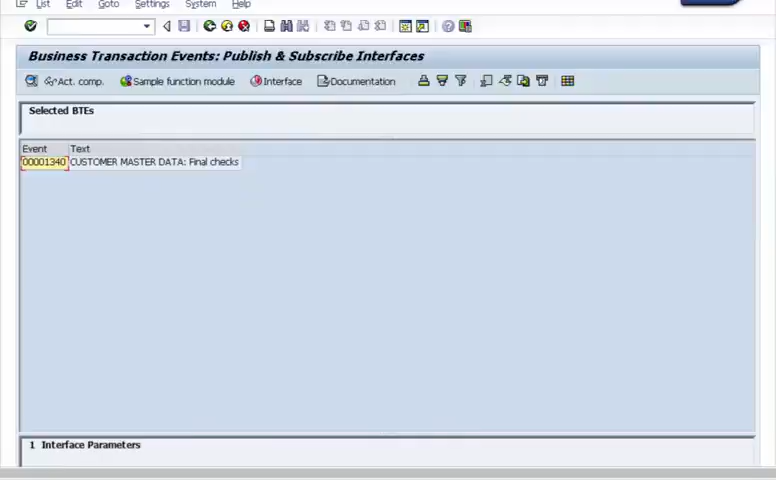 List Edit Goto Settings System Help
Business Transaction Events: Publish & Subscribe Interfaces
Act. comp. Sample function module Interface Documentation
Selected BTEs
Event Text
00001340 CUSTOMER MASTER DATA: Final checks
1 Interface Parameters